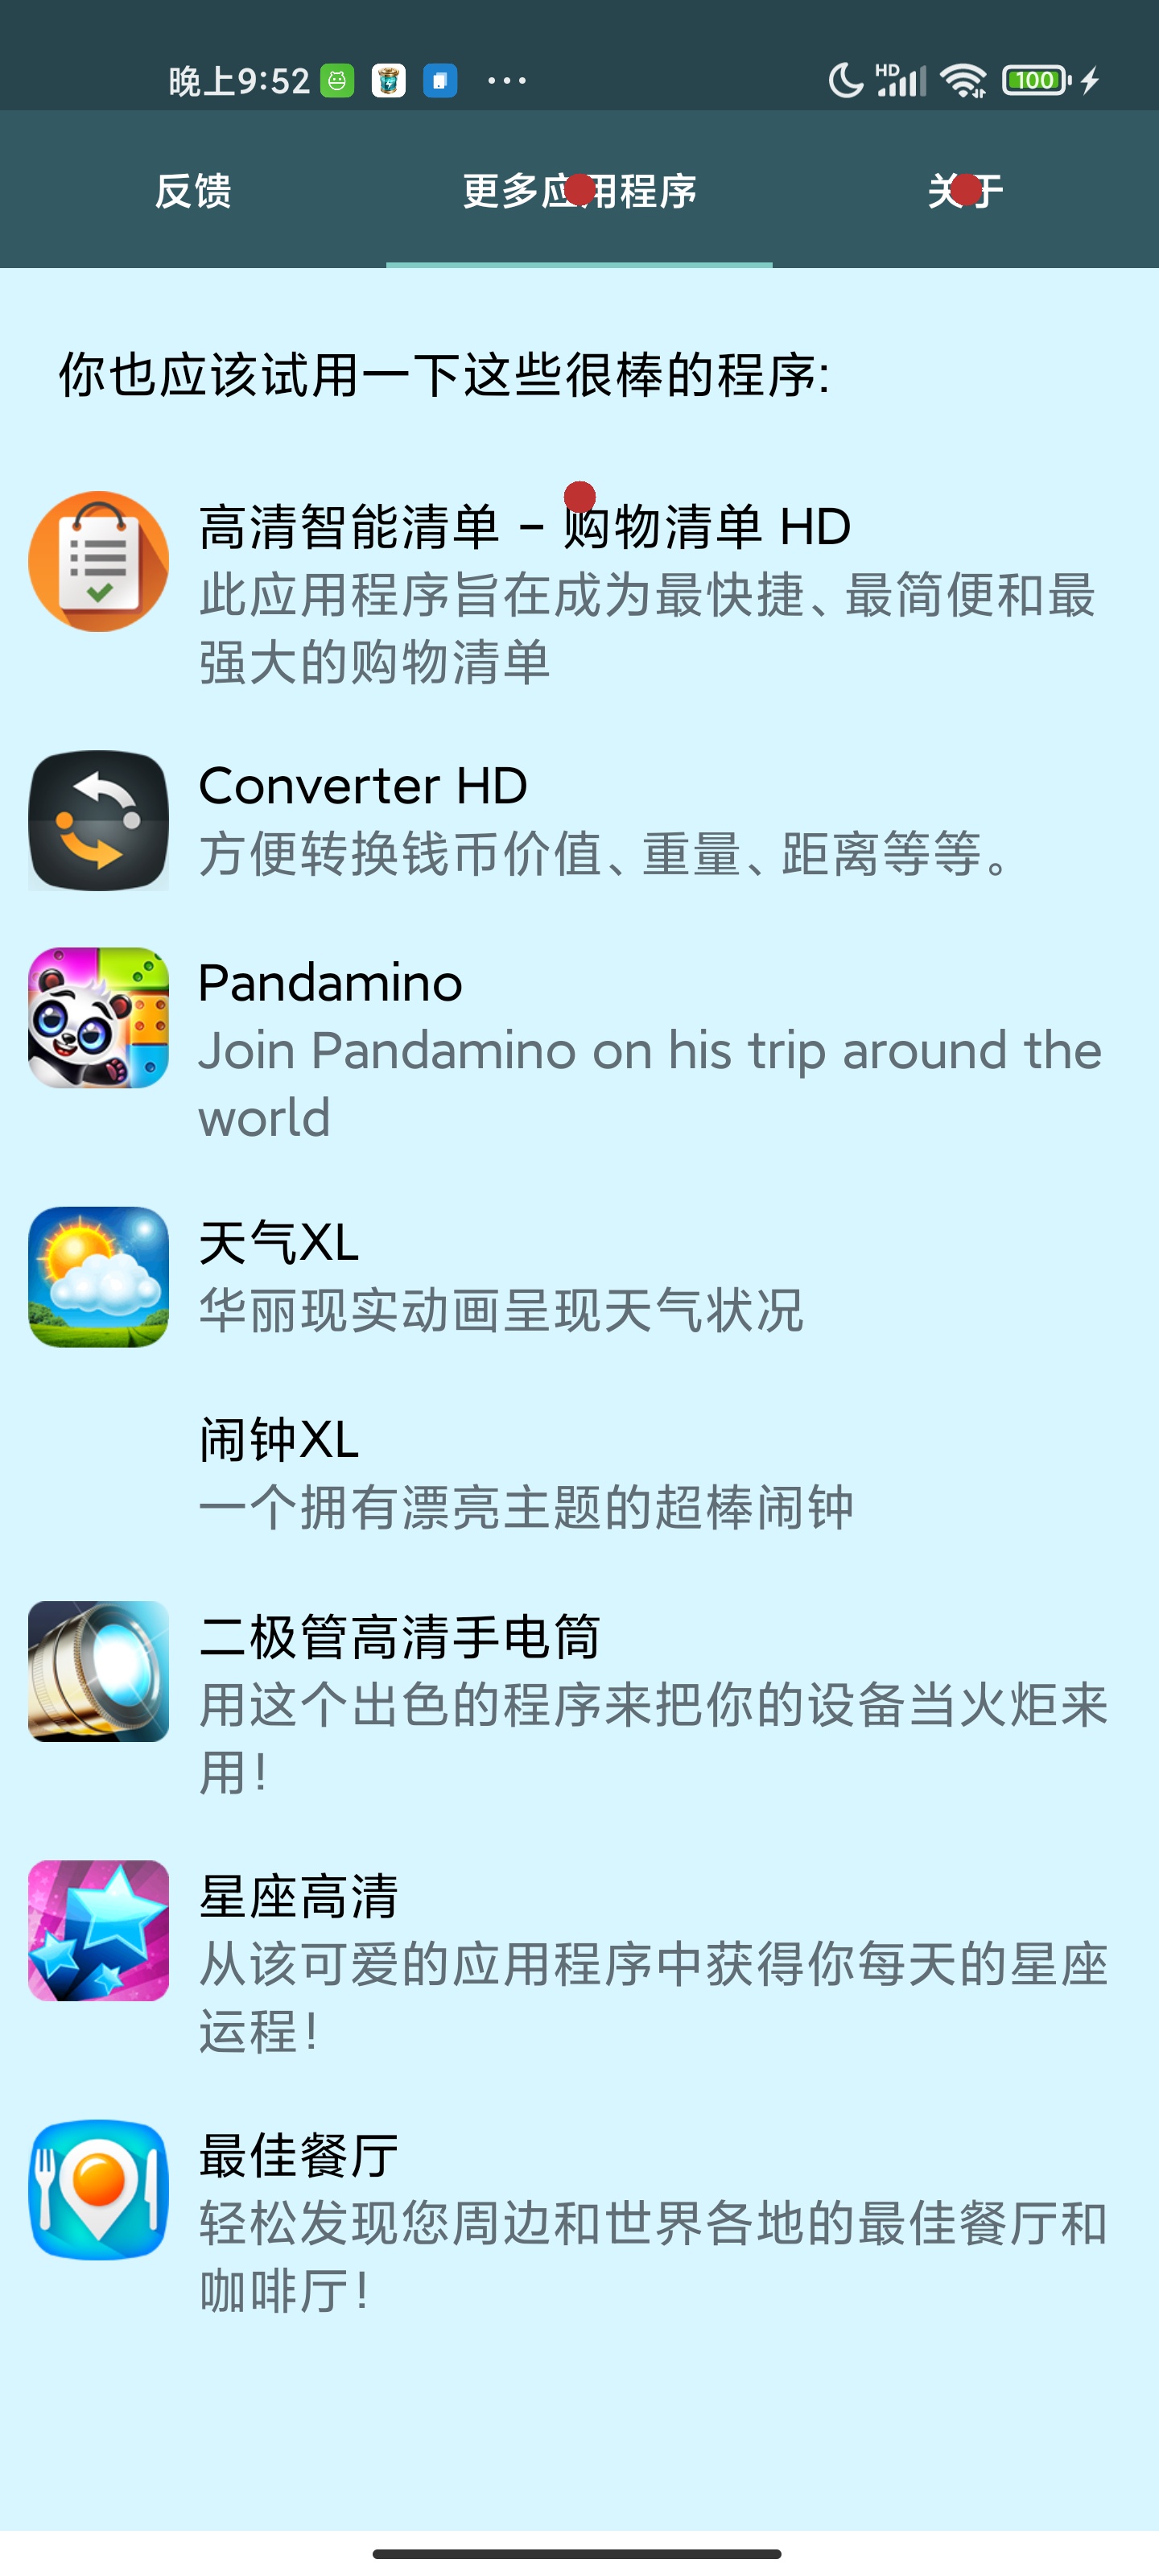 晚上9:52
HD
100
反馈
更多应用程序
关于
你也应该试用一下这些很棒的程序:
高清智能清单 - 购物清单 HD
此应用程序旨在成为最快捷、最简便和最
强大的购物清单
Converter HD
方便转换钱币价值、重量、距离等等。
Pandamino
Join Pandamino on his trip around the
world
天气XL
华丽现实动画呈现天气状况
闹钟XL
一个拥有漂亮主题的超棒闹钟
二极管高清手电筒
用这个出色的程序来把你的设备当火炬来
用!
星座高清
从该可爱的应用程序中获得你每天的星座
运程!
最佳餐厅
轻松发现您周边和世界各地的最佳餐厅和
咖啡厅!